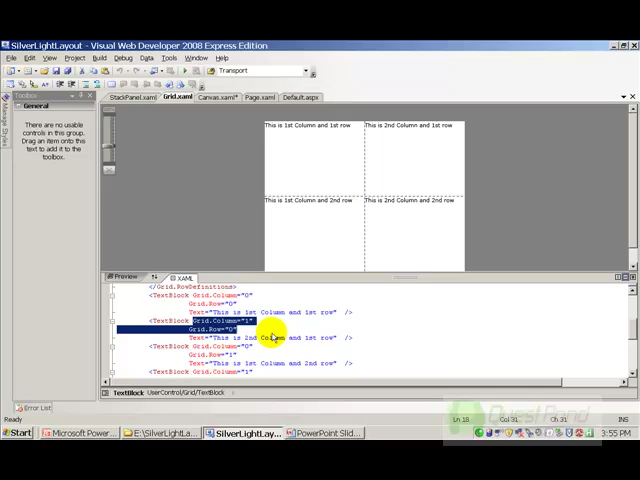 SilverLightLayout - Visual Web Developer 2008 Express Edition
File Edit View Project Build Debug Data Tools Window Help
Transport
Toolbox
StackPanel.xaml Grid.xaml Canvas.xaml* Page.xaml Default.aspx
General
Manage Styles
There are no usable
controls in this group.
Drag an item onto this
text to add it to the
toolbox.
This is 1st Column and 1st row This is 2nd Column and 1st row
This is 1st Column and 2nd row This is 2nd Column and 2nd row
Preview XAML
</Grid.RowDefinitions>
<TextBlock Grid.Column="0"
Grid.Row="0"
Text="This is 1st Column and 1st row" />
<TextBlock Grid.Column="1"
Grid.Row="0"
Text="This is 2nd Column and 1st row" />
<TextBlock Grid.Column="0"
Grid.Row="1"
Text="This is 1st Column and 2nd row" />
<TextBlock Grid.Column="1"
TextBlock UserControl/Grid/TextBlock
Error List
QuestPond
Ready Ln 18 Col 31 Ch 31 INS
Start Microsoft Power... E:\SilverLightLa... SilverLightLay... PowerPoint Slid... 3:55 PM